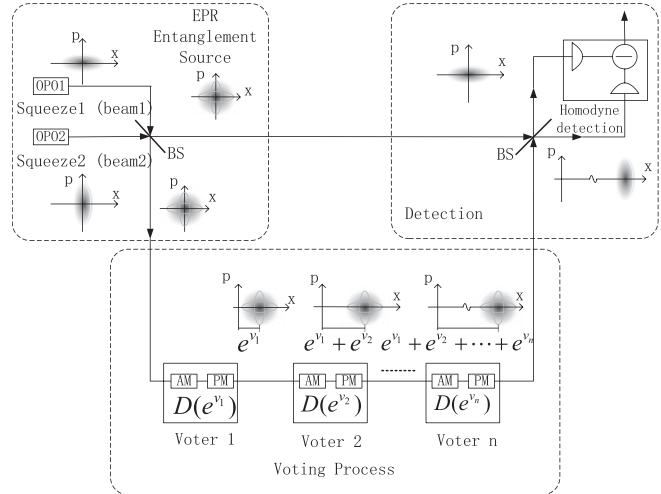 EPR
Entanglement
Source
p
x
OPO1
Squeeze1 (beam1)
p
x
OPO2
Squeeze2 (beam2)
BS
p
p
x
p
x
Homodyne
detection
BS
p
x
Detection
p
x
p
x
p
x
e^{v_1}
e^{v_1} + e^{v_2}
e^{v_1} + e^{v_2} + ⋯ + e^{v_n}
AM PM
AM PM
AM PM
D(e^{v_1})
D(e^{v_2})
D(e^{v_n})
Voter 1
Voter 2
Voter n
Voting Process